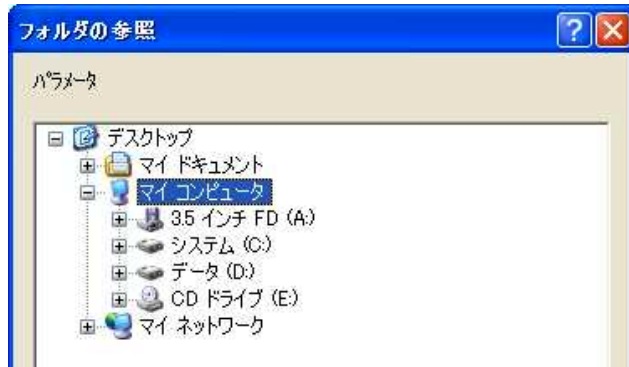 フォルダの参照
パラメータ
デスクトップ
マイ ドキュメント
マイ コンピュータ
3.5 インチ FD (A:)
システム (C:)
データ (D:)
CD ドライブ (E:)
マイ ネットワーク